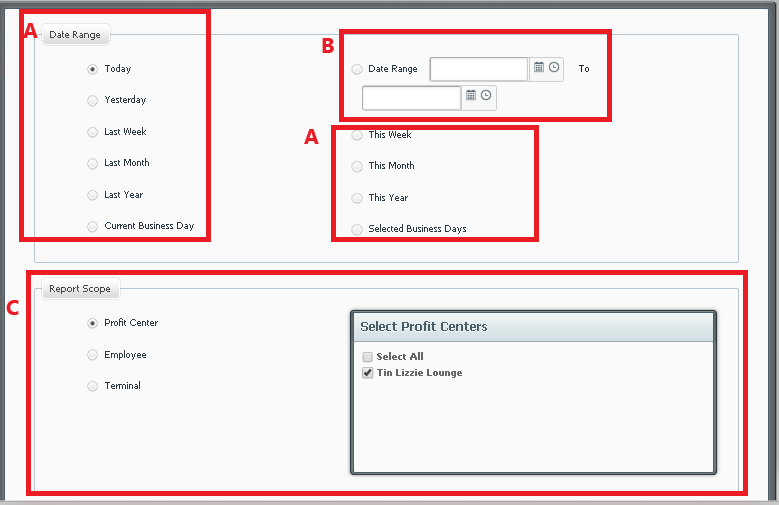 A
Date Range
Today
Yesterday
Last Week
Last Month
Last Year
Current Business Day
B
Date Range To
A
This Week
This Month
This Year
Selected Business Days
C
Report Scope
Profit Center
Employee
Terminal
Select Profit Centers
Select All
Tin Lizzie Lounge